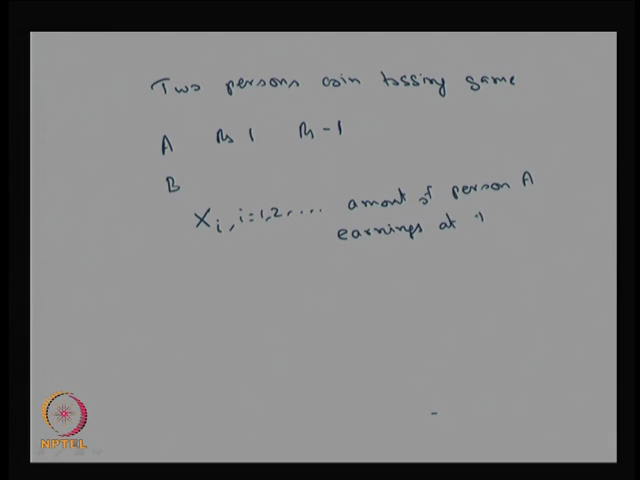 Two persons coin tossing game
A Rs 1 Rs -1
B
Xi, i=1,2,... amount of person A
earnings at
NPTEL